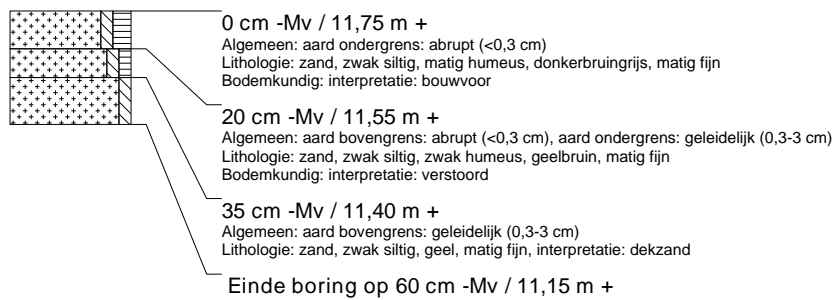 0 cm -Mv / 11,75 m +
Algemeen: aard ondergrens: abrupt (<0,3 cm)
Lithologie: zand, zwak siltig, matig humeus, donkerbruingrijs, matig fijn
Bodemkundig: interpretatie: bouwvoor
20 cm -Mv / 11,55 m +
Algemeen: aard bovengrens: abrupt (<0,3 cm), aard ondergrens: geleidelijk (0,3-3 cm)
Lithologie: zand, zwak siltig, zwak humeus, geelbruin, matig fijn
Bodemkundig: interpretatie: verstoord
35 cm -Mv / 11,40 m +
Algemeen: aard bovengrens: geleidelijk (0,3-3 cm)
Lithologie: zand, zwak siltig, geel, matig fijn, interpretatie: dekzand
Einde boring op 60 cm -Mv / 11,15 m +